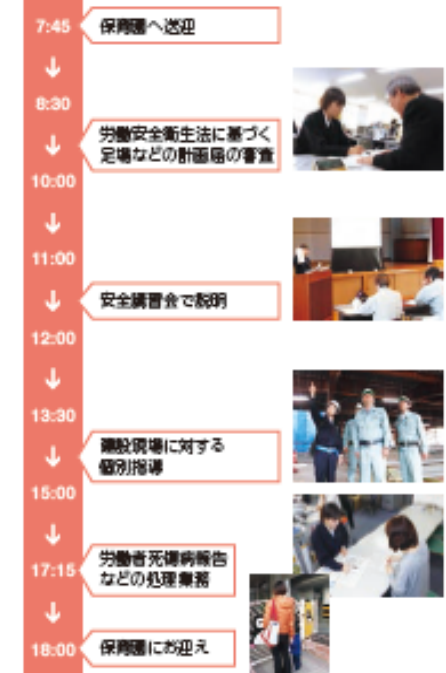 7:45
保育園へ送迎
↓
8:30
↓
労働安全衛生法に基づく
足場などの計画届の審査
10:00
↓
11:00
↓
安全講習会で説明
12:00
↓
13:30
↓
建設現場に対する
個別指導
15:00
↓
17:15
労働者死傷病報告
などの処理業務
↓
18:00
保育園にお迎え